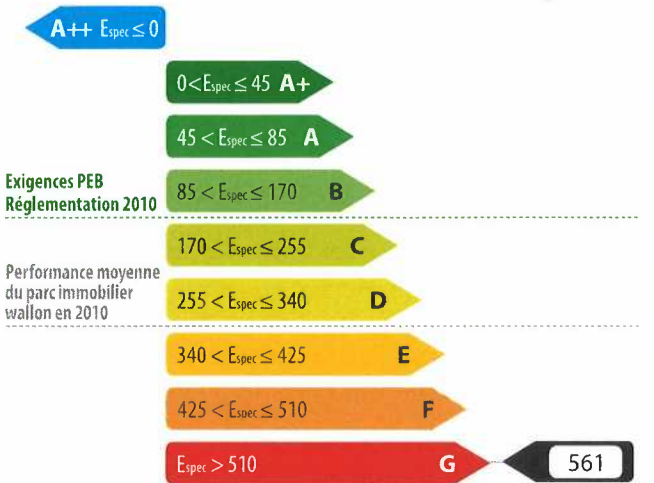 A++ Espec ≤ 0
0<Espec ≤ 45 A+
45 < Espec ≤ 85 A
Exigences PEB
Réglementation 2010
85 < Espec ≤ 170 B
170 < Espec ≤ 255 C
Performance moyenne
du parc immobilier
wallon en 2010
255 < Espec ≤ 340 D
340 < Espec ≤ 425 E
425 < Espec ≤ 510 F
Espec > 510 G 561